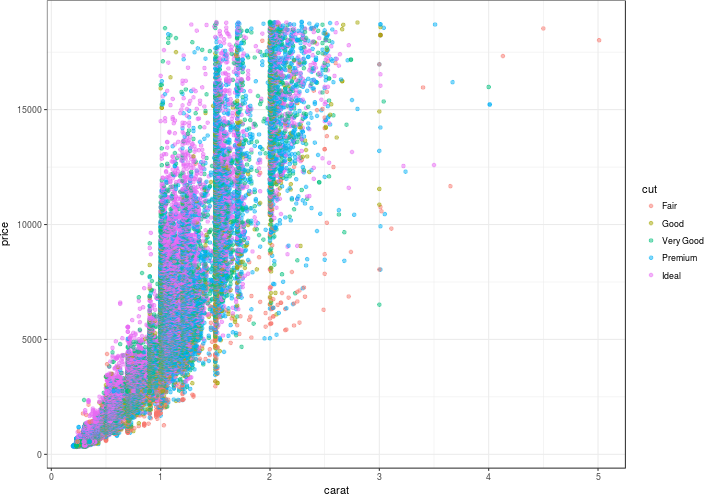 15000
10000
5000
0
price
0
1
2
3
4
5
carat
cut
Fair
Good
Very Good
Premium
Ideal